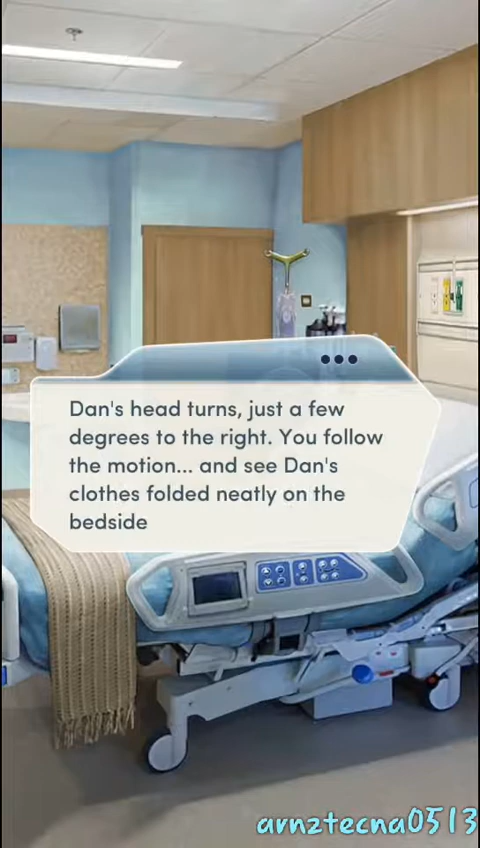 Dan's head turns, just a few
degrees to the right. You follow
the motion... and see Dan's
clothes folded neatly on the
bedside
arnztecna0513